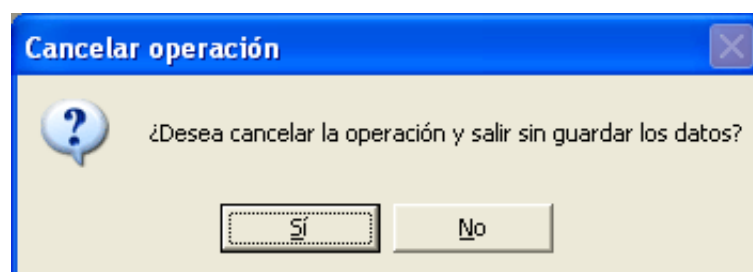 Cancelar operación
¿Desea cancelar la operación y salir sin guardar los datos?
Sí No